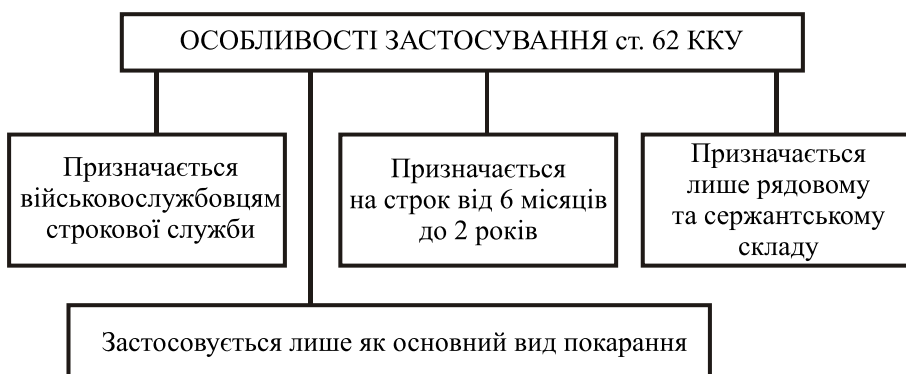 ОСОБЛИВОСТІ ЗАСТОСУВАННЯ ст. 62 ККУ
Призначається
військовослужбовцям
строкової служби
Призначається
на строк від 6 місяців
до 2 років
Призначається
лише рядовому
та сержантському
складу
Застосовується лише як основний вид покарання